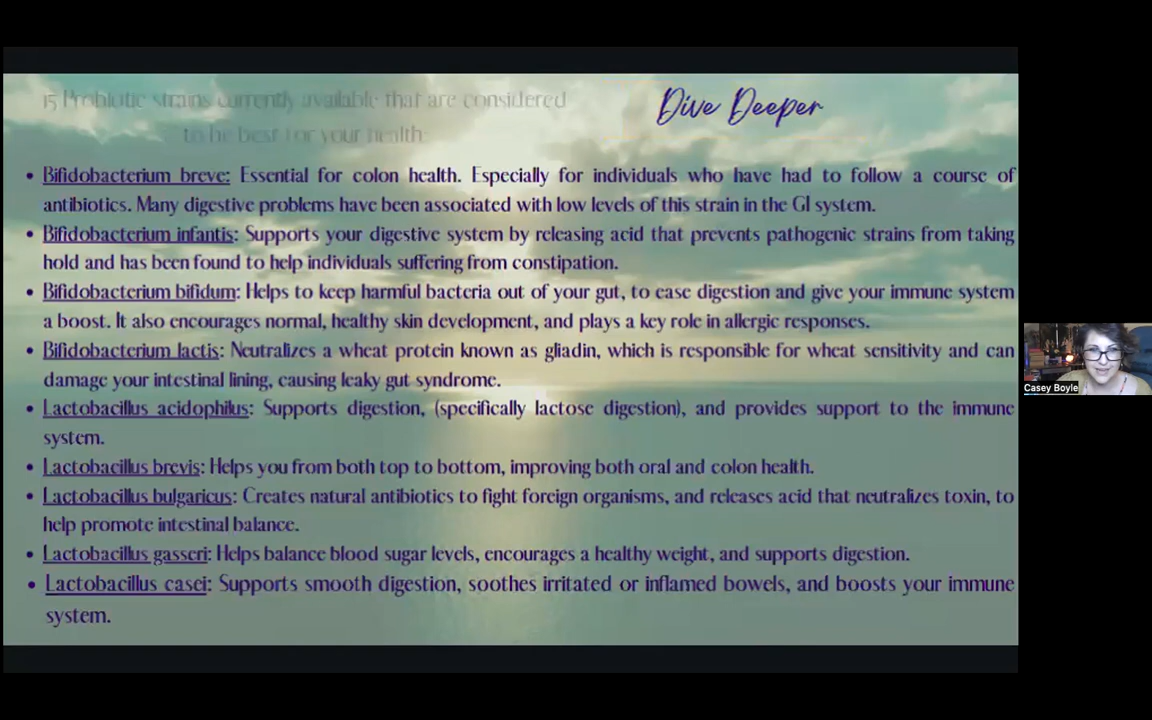 15 Probiotic strains currently available that are considered
to be best for your health:
Dive Deeper
• Bifidobacterium breve: Essential for colon health. Especially for individuals who have had to follow a course of
antibiotics. Many digestive problems have been associated with low levels of this strain in the GI system.
• Bifidobacterium infantis: Supports your digestive system by releasing acid that prevents pathogenic strains from taking
hold and has been found to help individuals suffering from constipation.
• Bifidobacterium bifidum: Helps to keep harmful bacteria out of your gut, to ease digestion and give your immune system
a boost. It also encourages normal, healthy skin development, and plays a key role in allergic responses.
• Bifidobacterium lactis: Neutralizes a wheat protein known as gliadin, which is responsible for wheat sensitivity and can
damage your intestinal lining, causing leaky gut syndrome.
• Lactobacillus acidophilus: Supports digestion, (specifically lactose digestion), and provides support to the immune
system.
• Lactobacillus brevis: Helps you from both top to bottom, improving both oral and colon health.
• Lactobacillus bulgaricus: Creates natural antibiotics to fight foreign organisms, and releases acid that neutralizes toxin, to
help promote intestinal balance.
• Lactobacillus gasseri: Helps balance blood sugar levels, encourages a healthy weight, and supports digestion.
• Lactobacillus casei: Supports smooth digestion, soothes irritated or inflamed bowels, and boosts your immune
system.
Casey Boyle